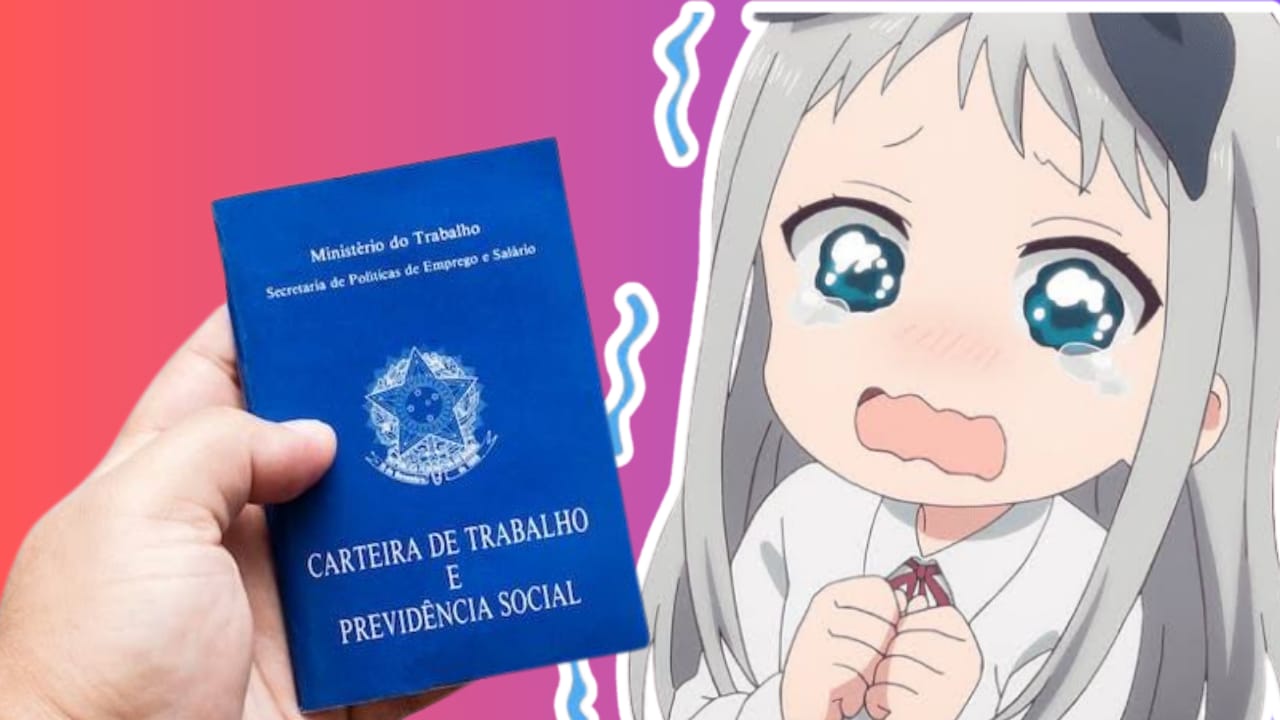 Ministério do Trabalho
Secretaria de Políticas de Emprego e Salário
CARTEIRA DE TRABALHO
E
PREVIDÊNCIA SOCIAL